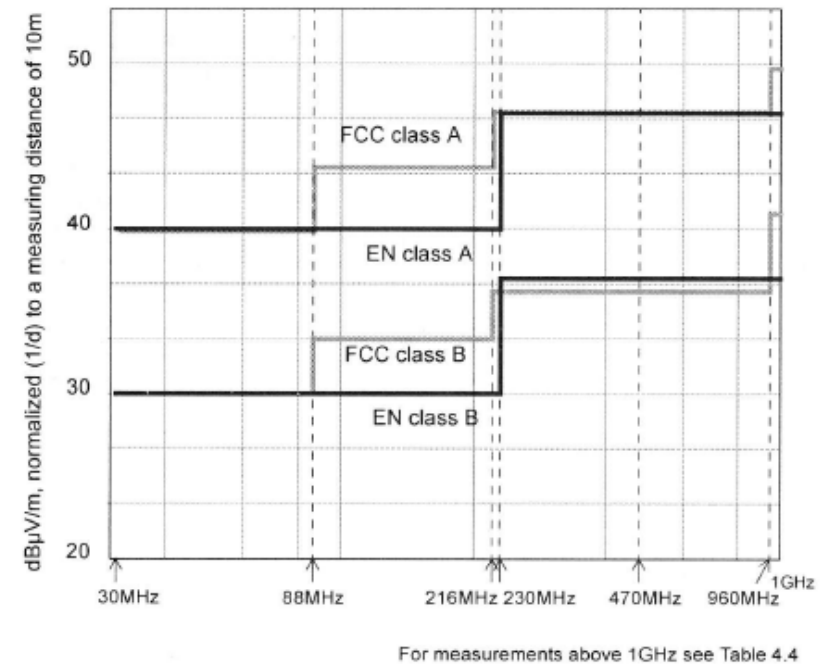 dBµV/m, normalized (1/d) to a measuring distance of 10m
50
FCC class A
40
EN class A
FCC class B
30
EN class B
20
30MHz 88MHz 216MHz 230MHz 470MHz 960MHz 1GHz
For measurements above 1GHz see Table 4.4